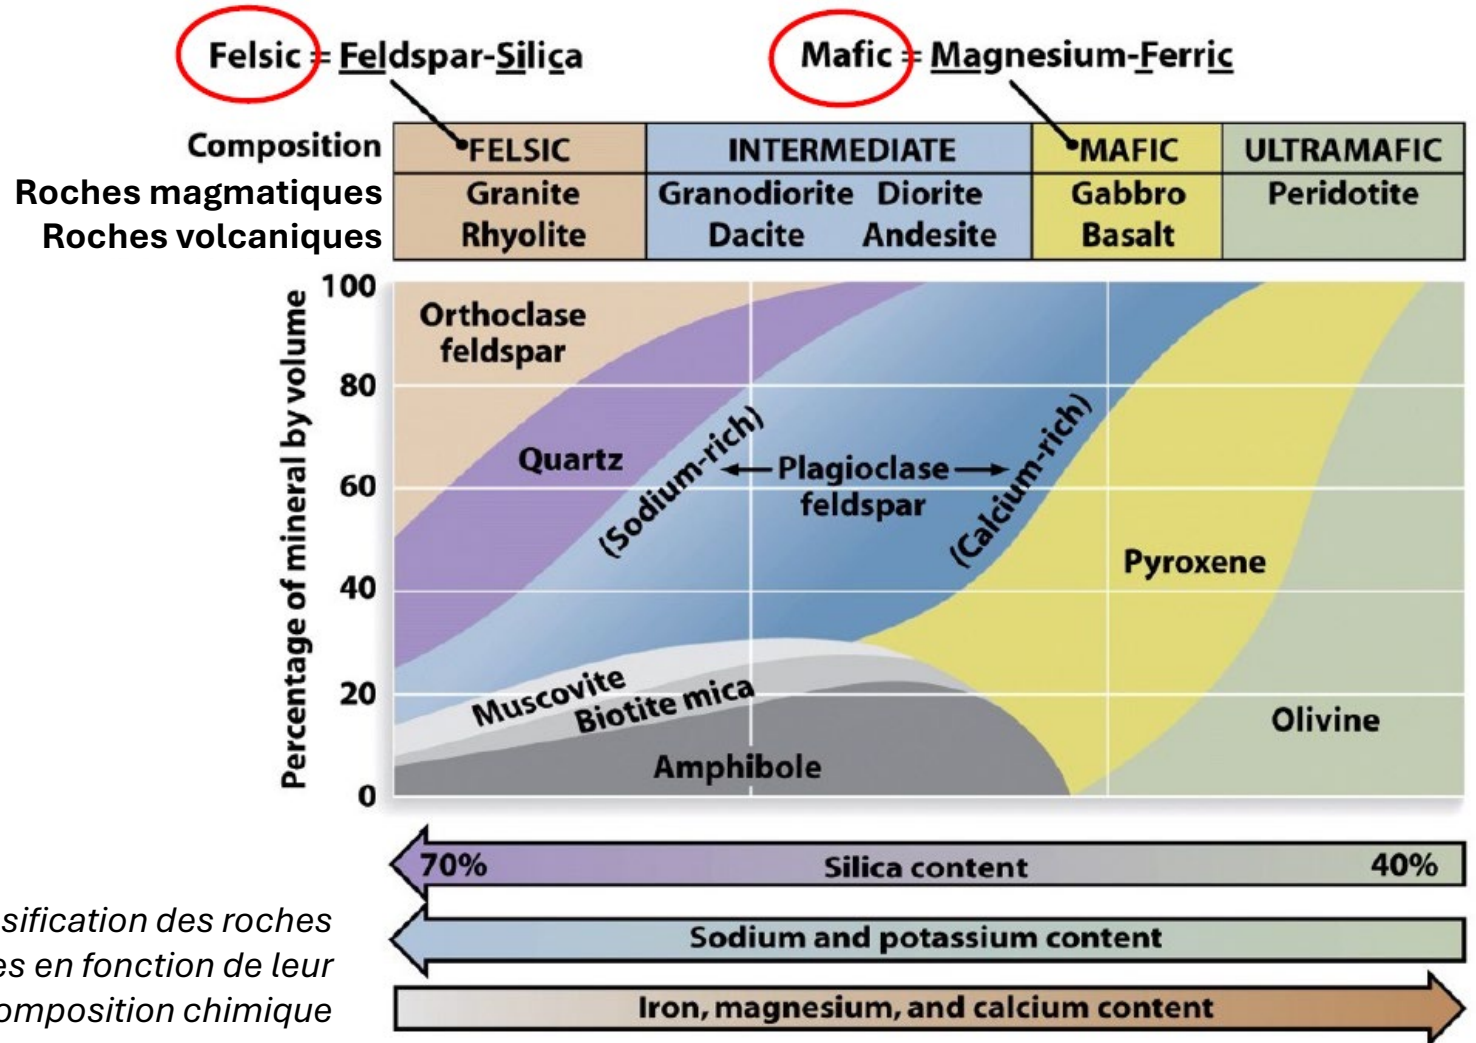 Felsic = Feldspar-Silica
Mafic = Magnesium-Ferric
Composition
FELSIC
INTERMEDIATE
MAFIC
ULTRAMAFIC
Roches magmatiques
Granite
Granodiorite Diorite
Gabbro
Peridotite
Roches volcaniques
Rhyolite
Dacite Andesite
Basalt
Percentage of mineral by volume
100
80
60
40
20
0
Orthoclase
feldspar
Quartz
(Sodium-rich)
Plagioclase
feldspar
(Calcium-rich)
Pyroxene
Muscovite
Biotite mica
Amphibole
Olivine
70% Silica content 40%
Sodium and potassium content
Iron, magnesium, and calcium content
sification des roches
es en fonction de leur
omposition chimique